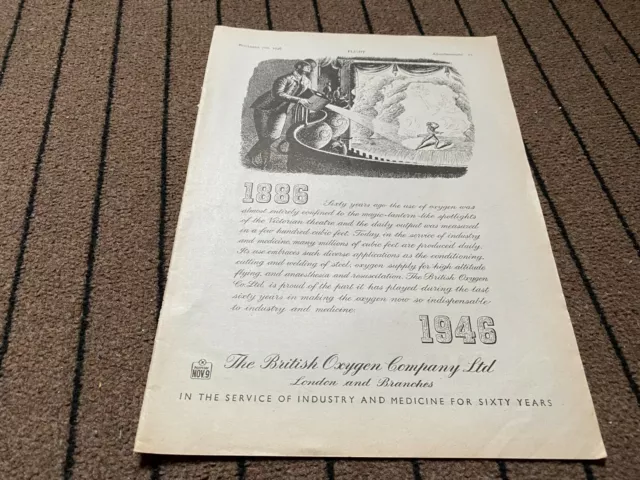 FLIGHT
1886
Sixty years ago the use of oxygen was
almost entirely confined to the magic-lantern-like spotlights
of the Victorian theatre and the daily output was measured
in a few hundred cubic feet. Today, in the service of industry
and medicine, many millions of cubic feet are produced daily.
Its use embraces such diverse applications as the conditioning,
cutting and welding of steel; oxygen supply for high altitude
flying, and anaesthesia and resuscitation. The British Oxygen
Co. Ltd. is proud of the part it has played during the last
sixty years in making the oxygen now so indispensable
to industry and medicine.
1946
NOV 9
The British Oxygen Company Ltd
London and Branches
IN THE SERVICE OF INDUSTRY AND MEDICINE FOR SIXTY YEARS